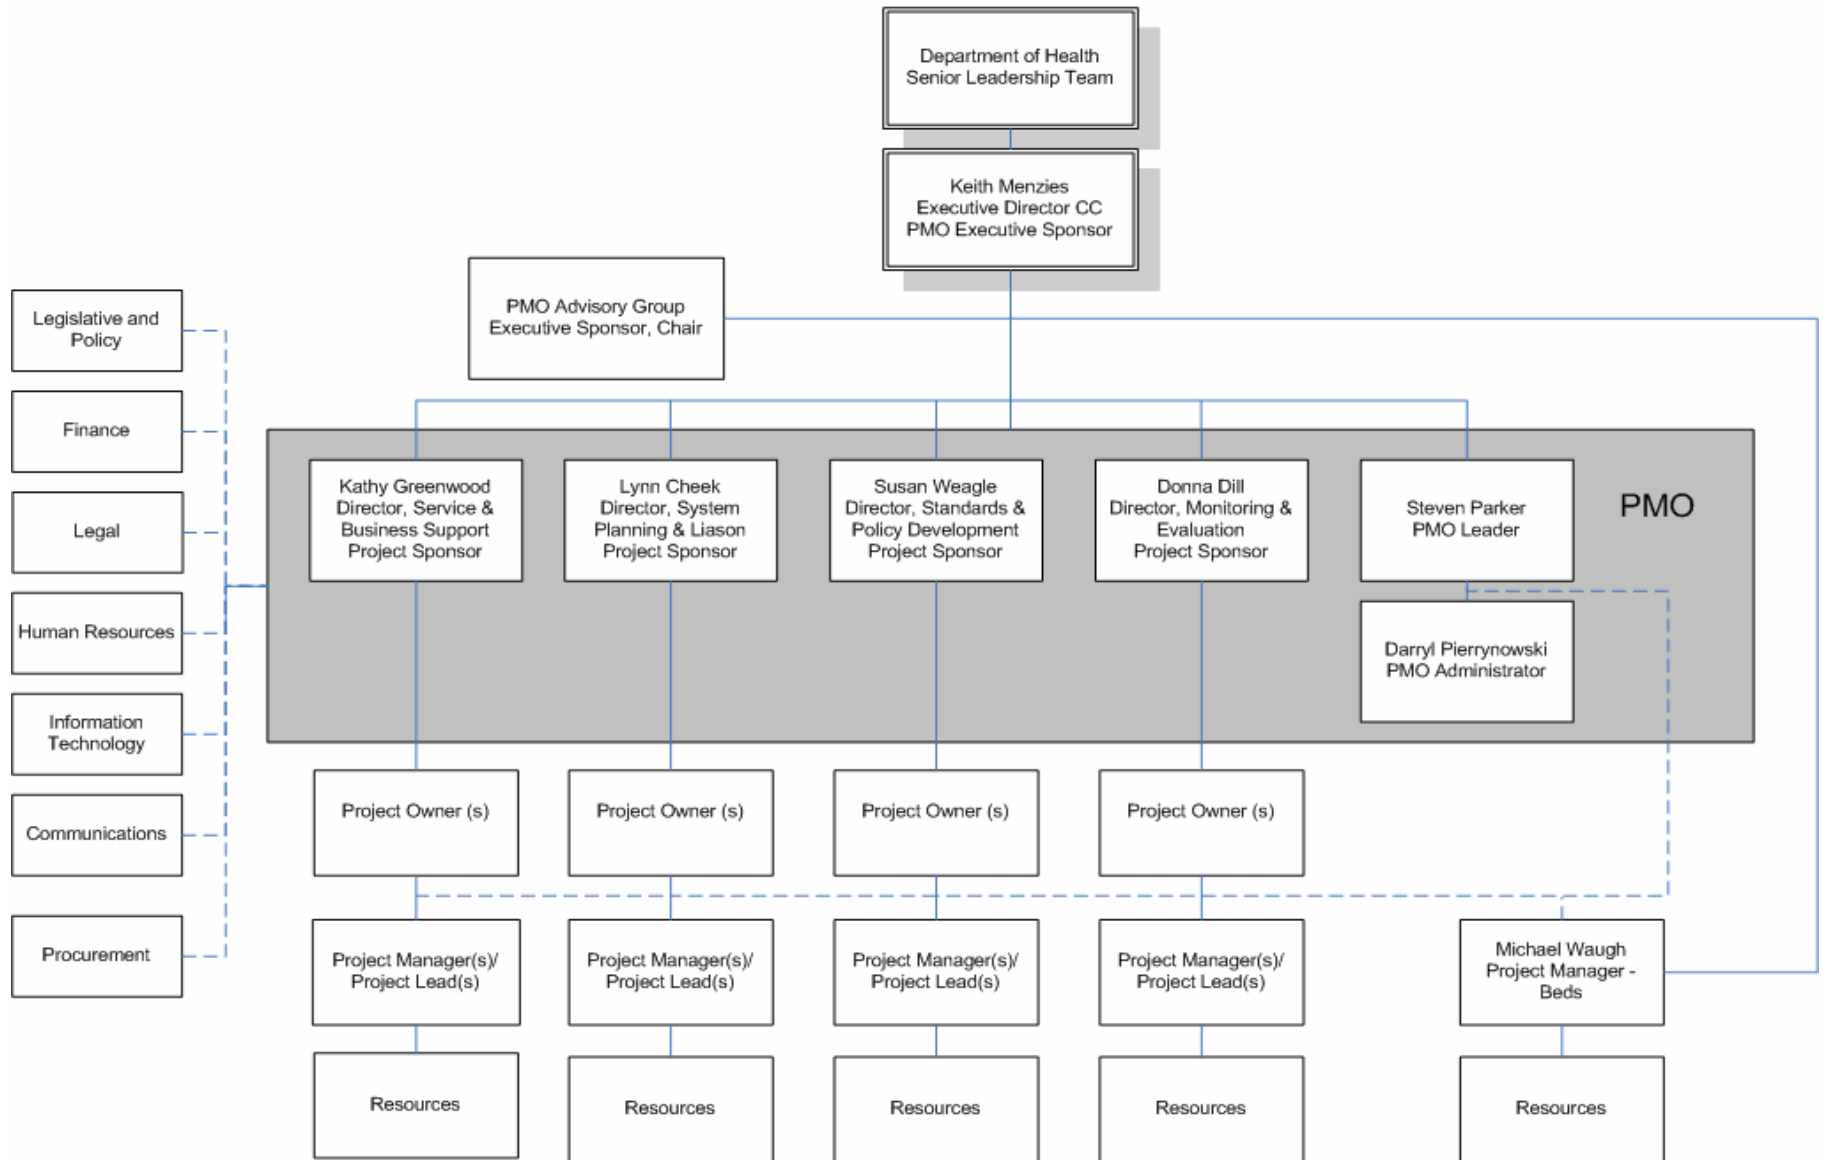 Department of Health
Senior Leadership Team
Keith Menzies
Executive Director CC
PMO Executive Sponsor
PMO Advisory Group
Executive Sponsor, Chair
Legislative and
Policy
Finance
Legal
Human Resources
Information
Technology
Communications
Procurement
Kathy Greenwood
Director, Service &
Business Support
Project Sponsor
Lynn Cheek
Director, System
Planning & Liason
Project Sponsor
Susan Weagle
Director, Standards &
Policy Development
Project Sponsor
Donna Dill
Director, Monitoring &
Evaluation
Project Sponsor
Steven Parker
PMO Leader
PMO
Darryl Pierrynowski
PMO Administrator
Project Owner (s)
Project Owner (s)
Project Owner (s)
Project Owner (s)
Project Manager(s)/
Project Lead(s)
Project Manager(s)/
Project Lead(s)
Project Manager(s)/
Project Lead(s)
Project Manager(s)/
Project Lead(s)
Michael Waugh
Project Manager -
Beds
Resources
Resources
Resources
Resources
Resources